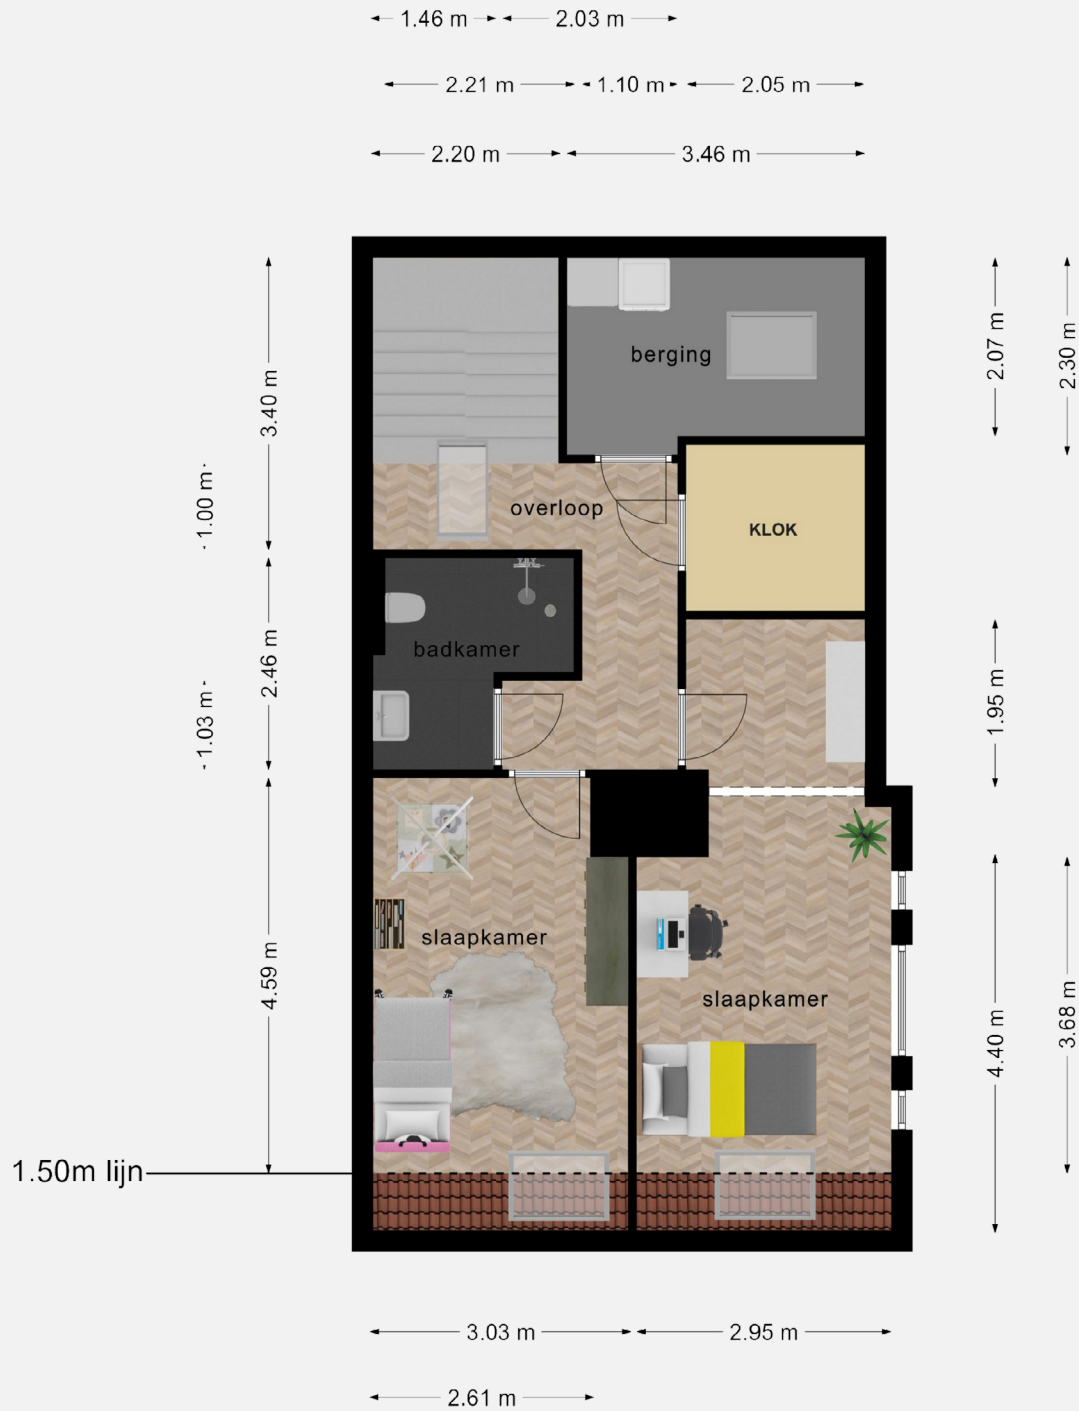 1.46 m
2.03 m
2.21 m
1.10 m
2.05 m
2.20 m
3.46 m
3.40 m
1.00 m
2.46 m
1.03 m
4.59 m
berging
overloop
KLOK
badkamer
slaapkamer
slaapkamer
2.07 m
2.30 m
1.95 m
4.40 m
3.68 m
1.50m lijn
3.03 m
2.95 m
2.61 m